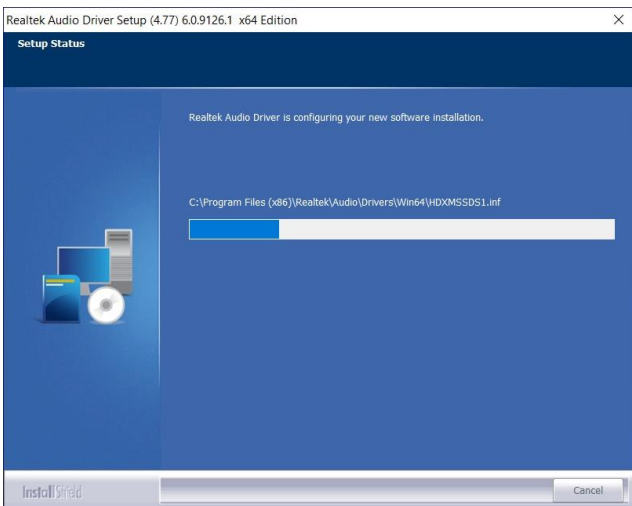 Realtek Audio Driver Setup (4.77) 6.0.9126.1 x64 Edition
Setup Status
Realtek Audio Driver is configuring your new software installation.
C:\Program Files (x86)\Realtek\Audio\Drivers\Win64\HDXMSSDS1.inf
InstallShield
Cancel